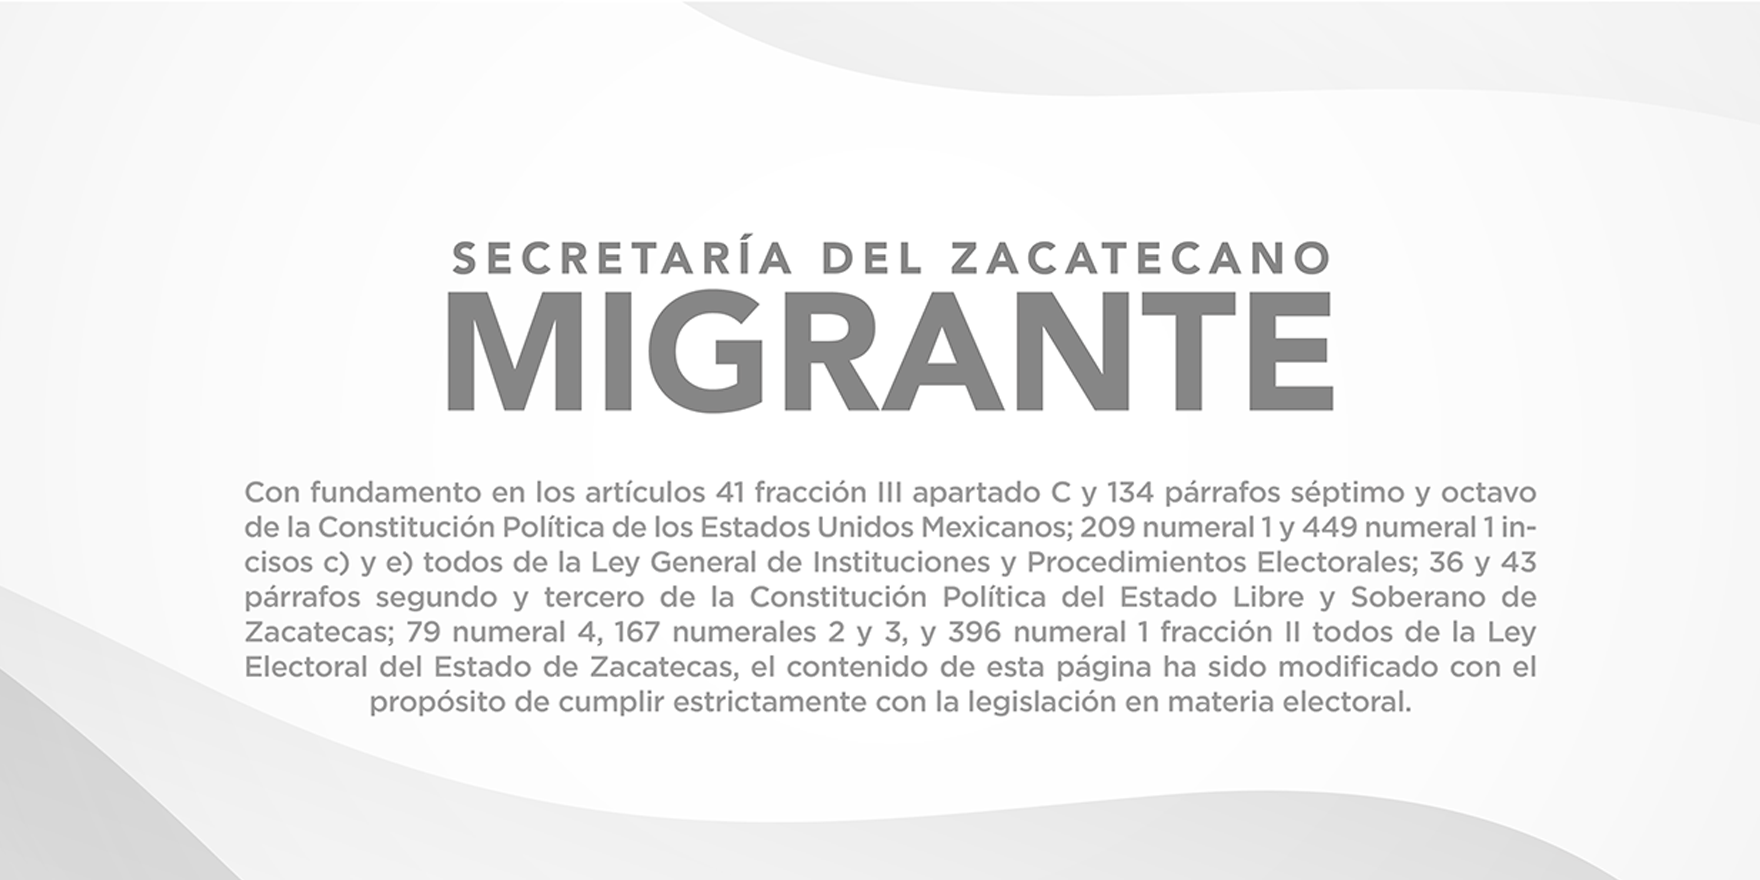 SECRETARÍA DEL ZACATECANO
MIGRANTE
Con fundamento en los artículos 41 fracción III apartado C y 134 párrafos séptimo y octavo
de la Constitución Política de los Estados Unidos Mexicanos; 209 numeral 1 y 449 numeral 1 in-
cisos c) y e) todos de la Ley General de Instituciones y Procedimientos Electorales; 36 y 43
párrafos segundo y tercero de la Constitución Política del Estado Libre y Soberano de
Zacatecas; 79 numeral 4, 167 numerales 2 y 3, y 396 numeral 1 fracción II todos de la Ley
Electoral del Estado de Zacatecas, el contenido de esta página ha sido modificado con el
propósito de cumplir estrictamente con la legislación en materia electoral.